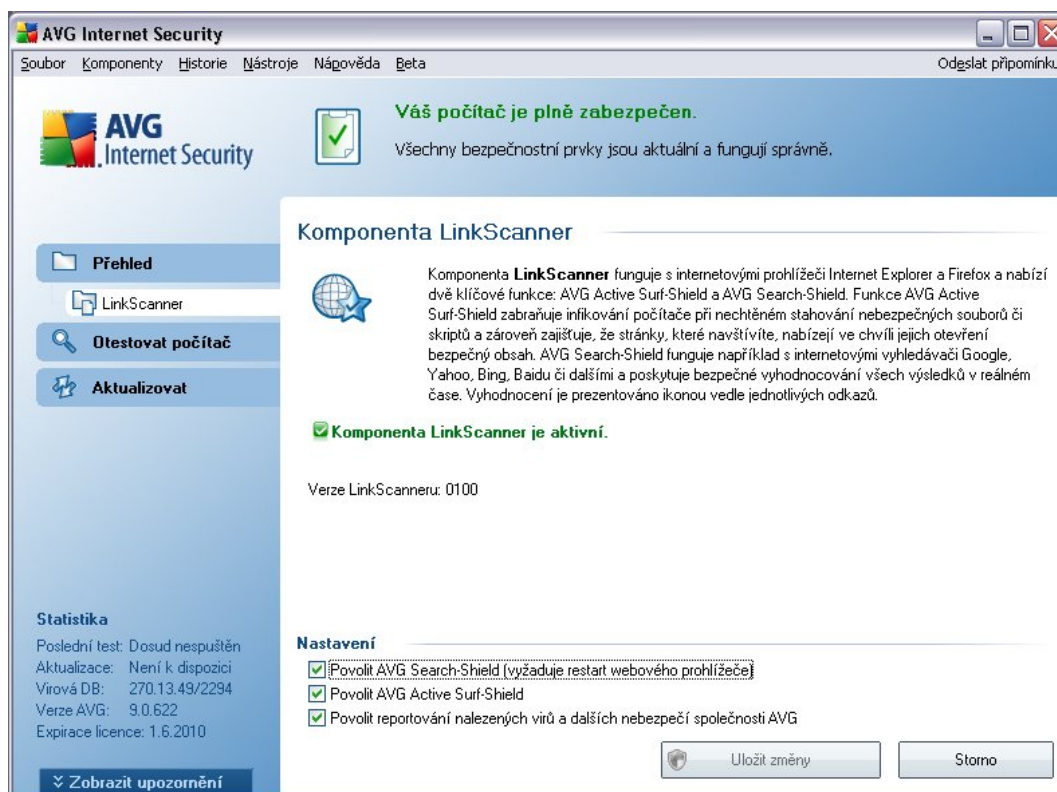 AVG Internet Security
Soubor Komponenty Historie Nástroje Nápověda Beta Odeslat připomínku
AVG
Internet Security
Váš počítač je plně zabezpečen.
Všechny bezpečnostní prvky jsou aktuální a fungují správně.
Přehled
LinkScanner
Otestovat počítač
Aktualizovat
Komponenta LinkScanner
Komponenta LinkScanner funguje s internetovými prohlížeči Internet Explorer a Firefox a nabízí
dvě klíčové funkce: AVG Active Surf-Shield a AVG Search-Shield. Funkce AVG Active
Surf-Shield zabraňuje infikování počítače při nechtěném stahování nebezpečných souborů či
skriptů a zároveň zajišťuje, že stránky, které navštívíte, nabízejí ve chvíli jejich otevření
bezpečný obsah. AVG Search-Shield funguje například s internetovými vyhledávači Google,
Yahoo, Bing, Baidu či dalšími a poskytuje bezpečné vyhodnocování všech výsledků v reálném
čase. Vyhodnocení je prezentováno ikonou vedle jednotlivých odkazů.
Komponenta LinkScanner je aktivní.
Verze LinkScanneru: 0100
Statistika
Poslední test: Dosud nespuštěn
Aktualizace: Není k dispozici
Virová DB: 270.13.49/2294
Verze AVG: 9.0.622
Expirace licence: 1.6.2010
Zobrazit upozornění
Nastavení
Povolit AVG Search-Shield (vyžaduje restart webového prohlížeče)
Povolit AVG Active Surf-Shield
Povolit reportování nalezených virů a dalších nebezpečí společnosti AVG
Uložit změny
Storno